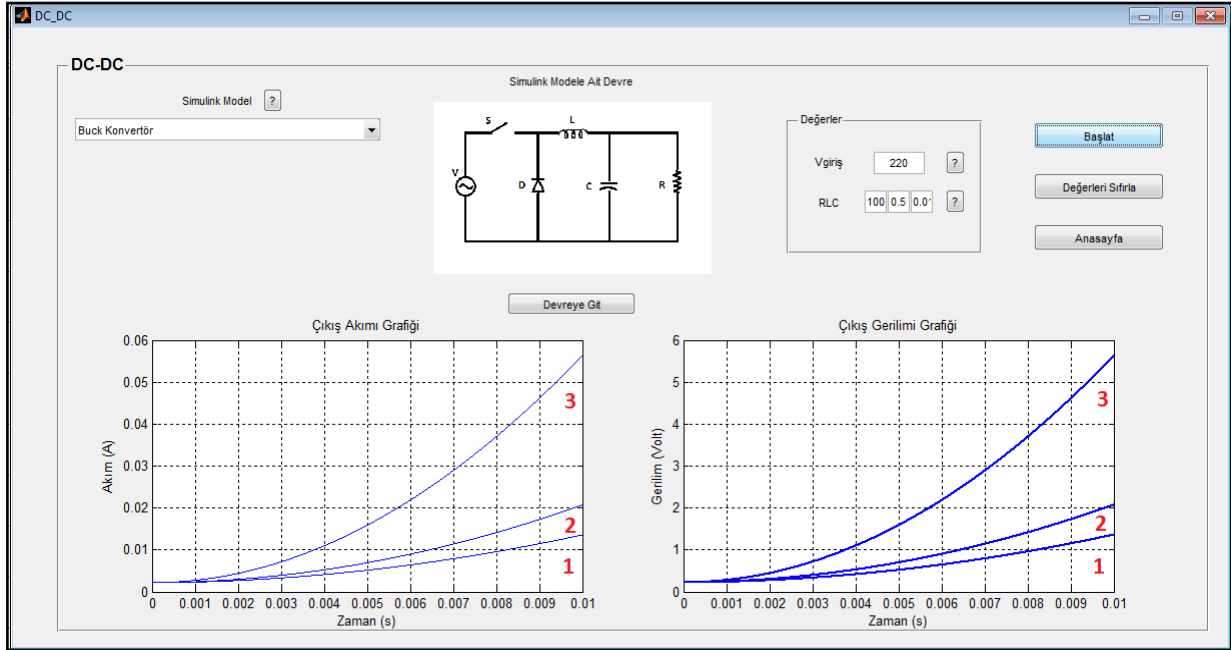 DC_DC
DC-DC
Simulink Model ?
Buck Konvertör
Simulink Modele Ait Devre
S L
V D C R
Değerler
Vgiriş 220 ?
RLC 100 0.5 0.01 ?
Başlat
Değerleri Sıfırla
Anasayfa
Devreye Git
Çıkış Akımı Grafiği
Akım (A)
0.06
0.05
0.04
0.03
0.02
0.01
0
3
2
1
0 0.001 0.002 0.003 0.004 0.005 0.006 0.007 0.008 0.009 0.01
Zaman (s)
Çıkış Gerilimi Grafiği
Gerilim (Volt)
6
5
4
3
2
1
0
3
2
1
0 0.001 0.002 0.003 0.004 0.005 0.006 0.007 0.008 0.009 0.01
Zaman (s)